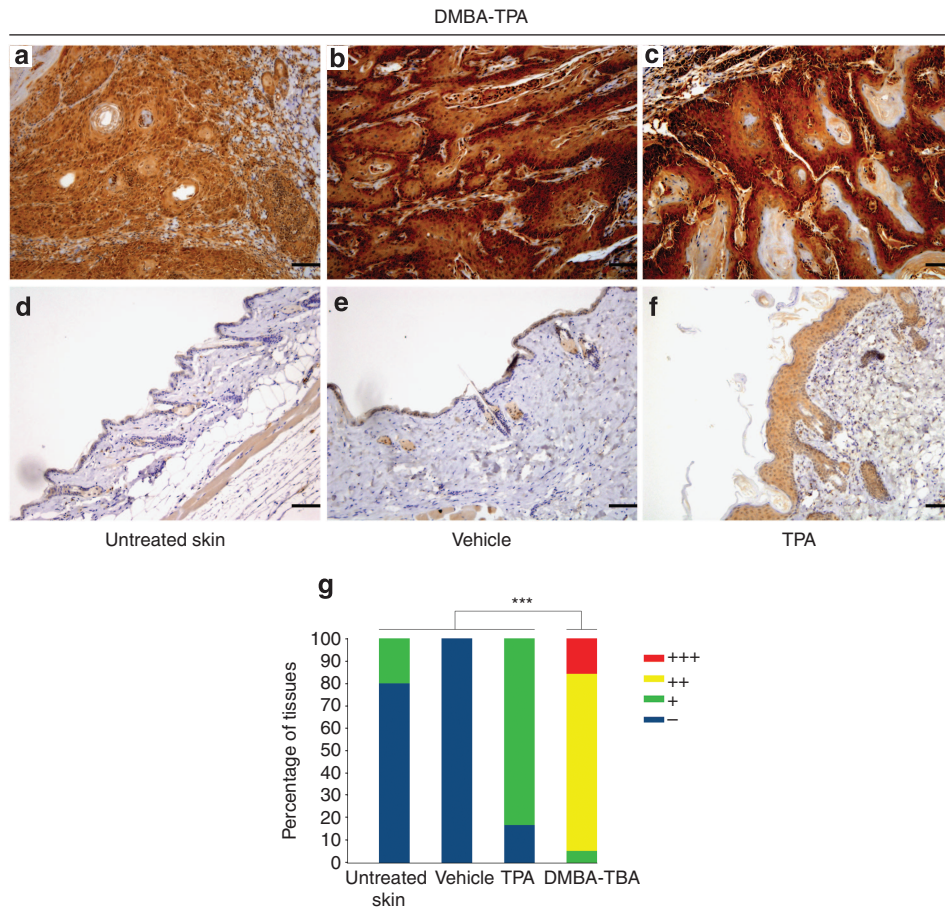 DMBA-TPA
a
b
c
d
e
f
Untreated skin
Vehicle
TPA
g
***
100
90
80
70
60
50
40
30
20
10
0
Percentage of tissues
Untreated
skin
Vehicle
TPA
DMBA-TBA
+++
++
+
–